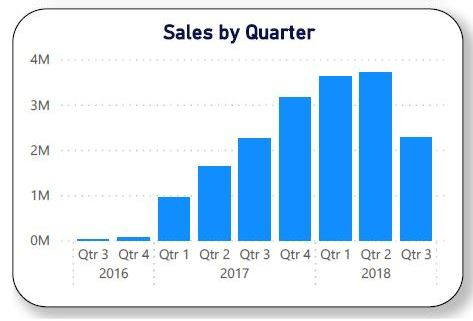 Sales by Quarter
4M
3M
2M
1M
0M
Qtr 3 Qtr 4 Qtr 1 Qtr 2 Qtr 3 Qtr 4 Qtr 1 Qtr 2 Qtr 3
2016 2017 2018